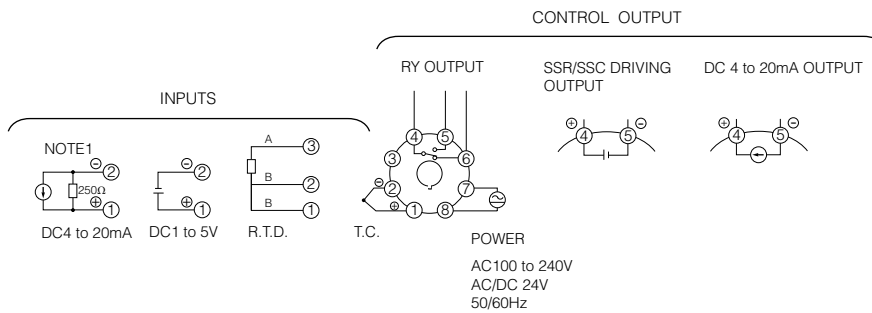 CONTROL OUTPUT
RY OUTPUT
SSR/SSC DRIVING
OUTPUT
DC 4 to 20mA OUTPUT
INPUTS
NOTE1
⊖ 2
250Ω
⊕ 1
DC4 to 20mA
⊖ 2
⊕ 1
DC1 to 5V
A 3
B 2
B 1
R.T.D.
4 5
3 6
⊖ 2 7
⊕ 1 8
T.C.
⊕ 4 5 ⊖
⊕ 4 5 ⊖
POWER
AC100 to 240V
AC/DC 24V
50/60Hz